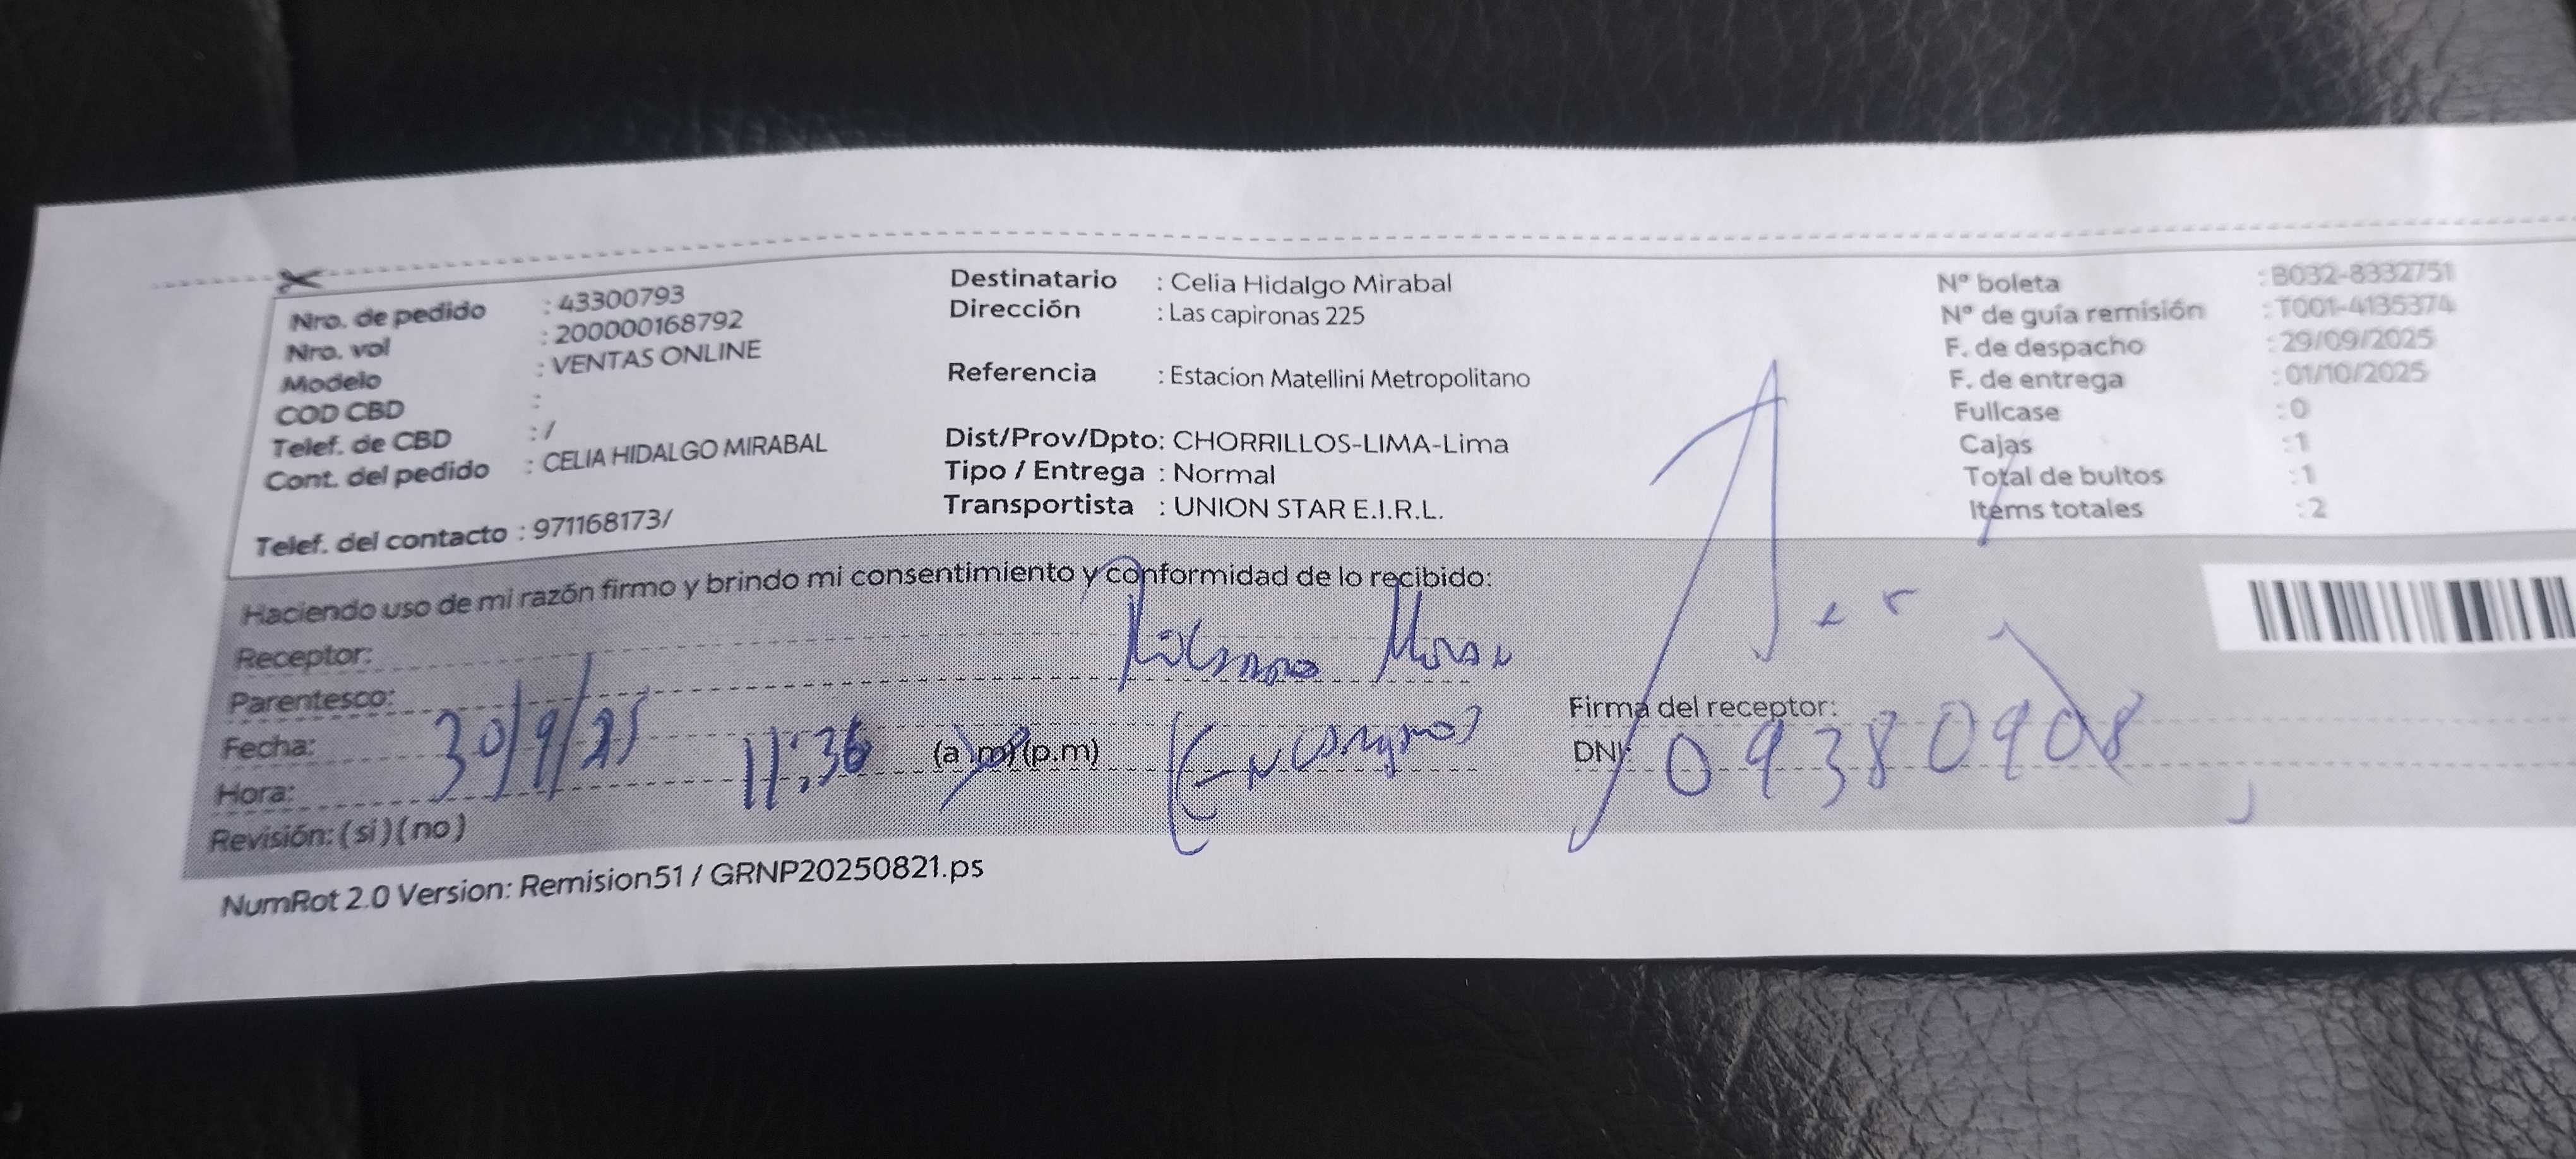 Nro. de pedido : 43300793
Nro. vol : 200000168792
Modelo : VENTAS ONLINE
COD CBD :
Telef. de CBD : /
Cont. del pedido : CELIA HIDALGO MIRABAL
Telef. del contacto : 971168173/
Destinatario : Celia Hidalgo Mirabal
Dirección : Las capironas 225
Referencia : Estacion Matellini Metropolitano
Dist/Prov/Dpto: CHORRILLOS-LIMA-Lima
Tipo / Entrega : Normal
Transportista : UNION STAR E.I.R.L.
Nº boleta : B032-8332751
Nº de guía remisión : T001-4135374
F. de despacho : 29/09/2025
F. de entrega : 01/10/2025
Fullcase : 0
Cajas : 1
Total de bultos : 1
Items totales : 2
Haciendo uso de mi razón firmo y brindo mi consentimiento y conformidad de lo recibido:
Receptor:
Parentesco:
Fecha: 30/9/25
Hora: 11:36 (a.m) (p.m)
Revisión: (si) (no)
Firma del receptor:
DNI: 09380908
NumRot 2.0 Version: Remision51 / GRNP20250821.ps